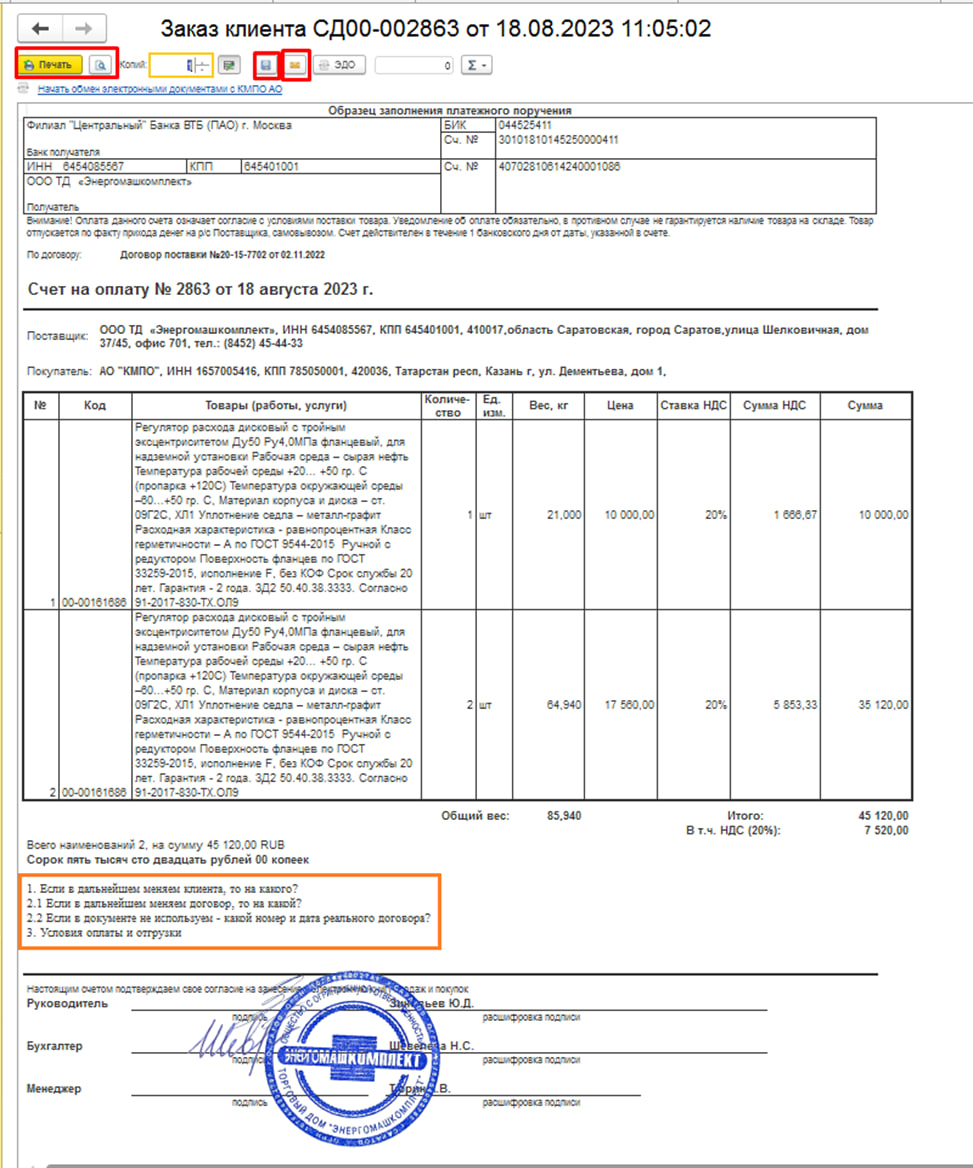 Заказ клиента СД00-002863 от 18.08.2023 11:05:02
Печать Копий: 1 ЭДО 0 Σ
Начать обмен электронными документами с КМПО АО
Образец заполнения платежного поручения
Филиал "Центральный" Банка ВТБ (ПАО) г. Москва БИК 044525411
Сч. № 30101810145250000411
Банк получателя
ИНН 6454085567 КПП 645401001 Сч. № 40702810614240001086
ООО ТД «Энергомашкомплект»
Получатель
Внимание! Оплата данного счета означает согласие с условиями поставки товара. Уведомление об оплате обязательно, в противном случае не гарантируется наличие товара на складе. Товар
отпускается по факту прихода денег на р/с Поставщика, самовывозом. Счет действителен в течение 1 банковского дня от даты, указанной в счете.
По договору: Договор поставки №20-15-7702 от 02.11.2022
Счет на оплату № 2863 от 18 августа 2023 г.
Поставщик: ООО ТД «Энергомашкомплект», ИНН 6454085567, КПП 645401001, 410017,область Саратовская, город Саратов,улица Шелковичная, дом
37/45, офис 701, тел.: (8452) 45-44-33
Покупатель: АО "КМПО", ИНН 1657005416, КПП 785050001, 420036, Татарстан респ, Казань г, ул. Дементьева, дом 1,
№ Код Товары (работы, услуги) Количе-
ство Ед.
изм. Вес, кг Цена Ставка НДС Сумма НДС Сумма
Регулятор расхода дисковый с тройным
эксцентриситетом Ду50 Ру4,0МПа фланцевый, для
надземной установки Рабочая среда – сырая нефть
Температура рабочей среды +20... +50 гр. С
(пропарка +120С) Температура окружающей среды
–60...+50 гр. С, Материал корпуса и диска – ст.
09Г2С, ХЛ1 Уплотнение седла – металл-графит 1 шт 21,000 10 000,00 20% 1 666,67 10 000,00
Расходная характеристика - равнопроцентная Класс
герметичности – А по ГОСТ 9544-2015 Ручной с
редуктором Поверхность фланцев по ГОСТ
33259-2015, исполнение F, без КОФ Срок службы 20
лет. Гарантия - 2 года. ЗД2 50.40.38.3333. Согласно
1 00-00161686 91-2017-830-ТХ.ОЛ9
Регулятор расхода дисковый с тройным
эксцентриситетом Ду50 Ру4,0МПа фланцевый, для
надземной установки Рабочая среда – сырая нефть
Температура рабочей среды +20... +50 гр. С
(пропарка +120С) Температура окружающей среды
–60...+50 гр. С, Материал корпуса и диска – ст.
09Г2С, ХЛ1 Уплотнение седла – металл-графит 2 шт 64,940 17 560,00 20% 5 853,33 35 120,00
Расходная характеристика - равнопроцентная Класс
герметичности – А по ГОСТ 9544-2015 Ручной с
редуктором Поверхность фланцев по ГОСТ
33259-2015, исполнение F, без КОФ Срок службы 20
лет. Гарантия - 2 года. ЗД2 50.40.38.3333. Согласно
2 00-00161686 91-2017-830-ТХ.ОЛ9
Общий вес: 85,940 Итого: 45 120,00
В т.ч. НДС (20%): 7 520,00
Всего наименований 2, на сумму 45 120,00 RUB
Сорок пять тысяч сто двадцать рублей 00 копеек
1. Если в дальнейшем меняем клиента, то на какого?
2.1 Если в дальнейшем меняем договор, то на какой?
2.2 Если в документе не используем - какой номер и дата реального договора?
3. Условия оплаты и отгрузки
Настоящим счетом подтверждаем свое согласие на занесение продаж и покупок
Руководитель Ю.Д.
подпись расшифровка подписи
Бухгалтер Шевелева Н.С.
подпись расшифровка подписи
Менеджер В.
подпись расшифровка подписи
ЭНЕРГОМАШКОМПЛЕКТ
ТОРГОВЫЙ ДОМ "ЭНЕРГОМАШКОМПЛЕКТ"